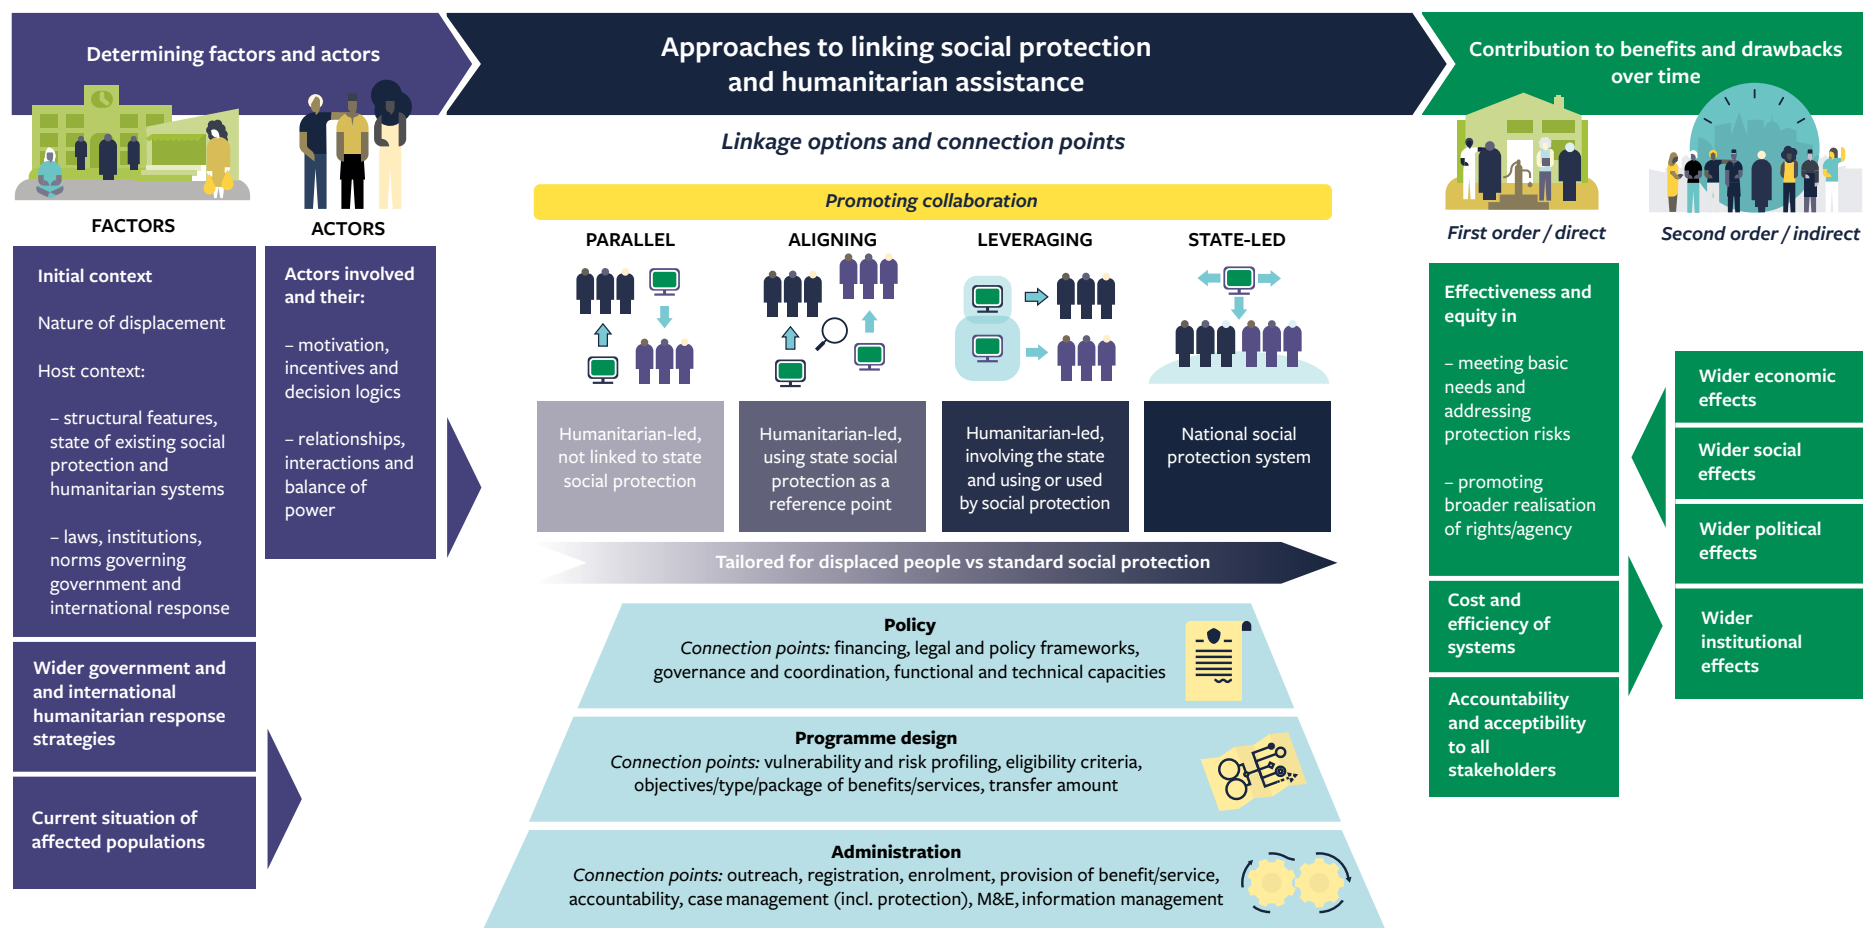 Determining factors and actors
Approaches to linking social protection
and humanitarian assistance
Contribution to benefits and drawbacks
over time
FACTORS
Initial context
Nature of displacement
Host context:
– structural features,
state of existing social
protection and
humanitarian systems
– laws, institutions,
norms governing
government and
international response
Wider government and
and international
humanitarian response
strategies
Current situation of
affected populations
ACTORS
Actors involved
and their:
– motivation,
incentives and
decision logics
– relationships,
interactions and
balance of
power
Linkage options and connection points
Promoting collaboration
PARALLEL
Humanitarian-led,
not linked to state
social protection
ALIGNING
Humanitarian-led,
using state social
protection as a
reference point
LEVERAGING
Humanitarian-led,
involving the state
and using or used
by social protection
STATE-LED
National social
protection system
Tailored for displaced people vs standard social protection
Policy
Connection points: financing, legal and policy frameworks,
governance and coordination, functional and technical capacities
Programme design
Connection points: vulnerability and risk profiling, eligibility criteria,
objectives/type/package of benefits/services, transfer amount
Administration
Connection points: outreach, registration, enrolment, provision of benefit/service,
accountability, case management (incl. protection), M&E, information management
First order / direct
Effectiveness and
equity in
– meeting basic
needs and
addressing
protection risks
– promoting
broader realisation
of rights/agency
Cost and
efficiency of
systems
Accountability
and acceptibility
to all
stakeholders
Second order / indirect
Wider economic
effects
Wider social
effects
Wider political
effects
Wider
institutional
effects